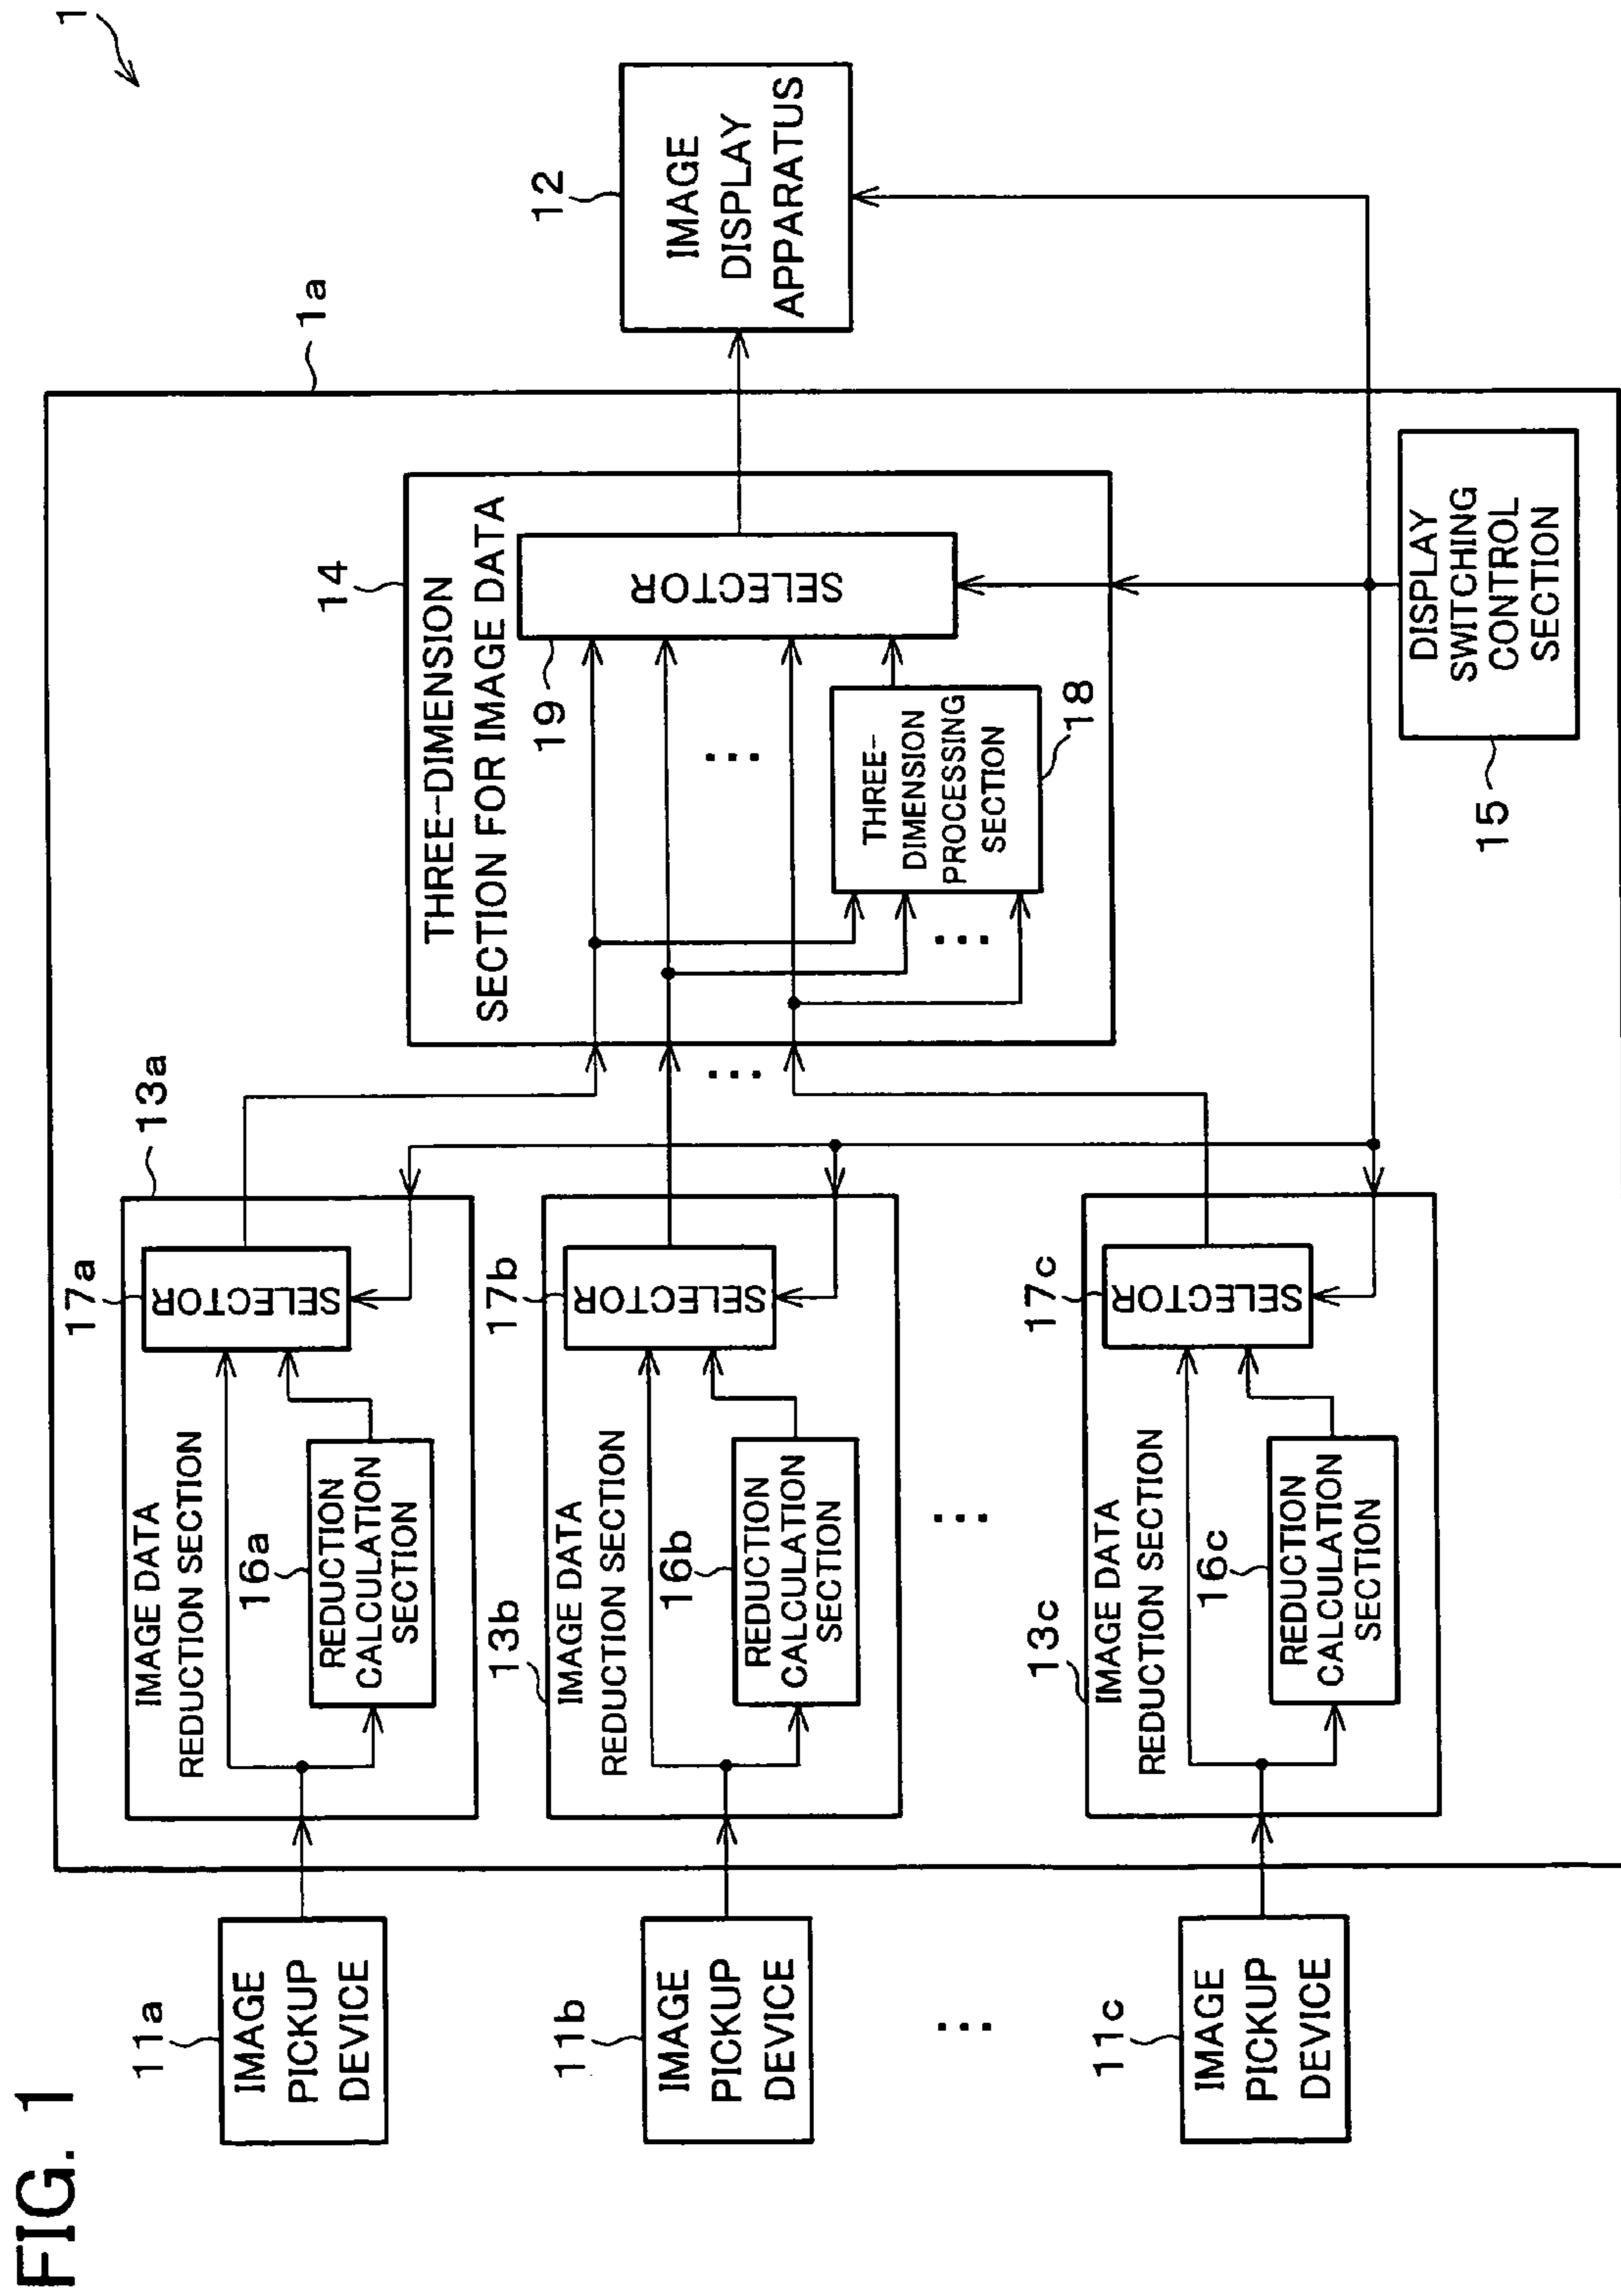 FIG. 1
1
1a
11a
IMAGE
PICKUP
DEVICE
11b
IMAGE
PICKUP
DEVICE
...
11c
IMAGE
PICKUP
DEVICE
13a
IMAGE DATA
REDUCTION SECTION
16a
REDUCTION
CALCULATION
SECTION
17a
SELECTOR
13b
IMAGE DATA
REDUCTION SECTION
16b
REDUCTION
CALCULATION
SECTION
17b
SELECTOR
...
13c
IMAGE DATA
REDUCTION SECTION
16c
REDUCTION
CALCULATION
SECTION
17c
SELECTOR
...
14
THREE-DIMENSION
SECTION FOR IMAGE DATA
19
SELECTOR
...
...
THREE-
DIMENSION
PROCESSING
SECTION
18
12
IMAGE
DISPLAY
APPARATUS
DISPLAY
SWITCHING
CONTROL
SECTION
15